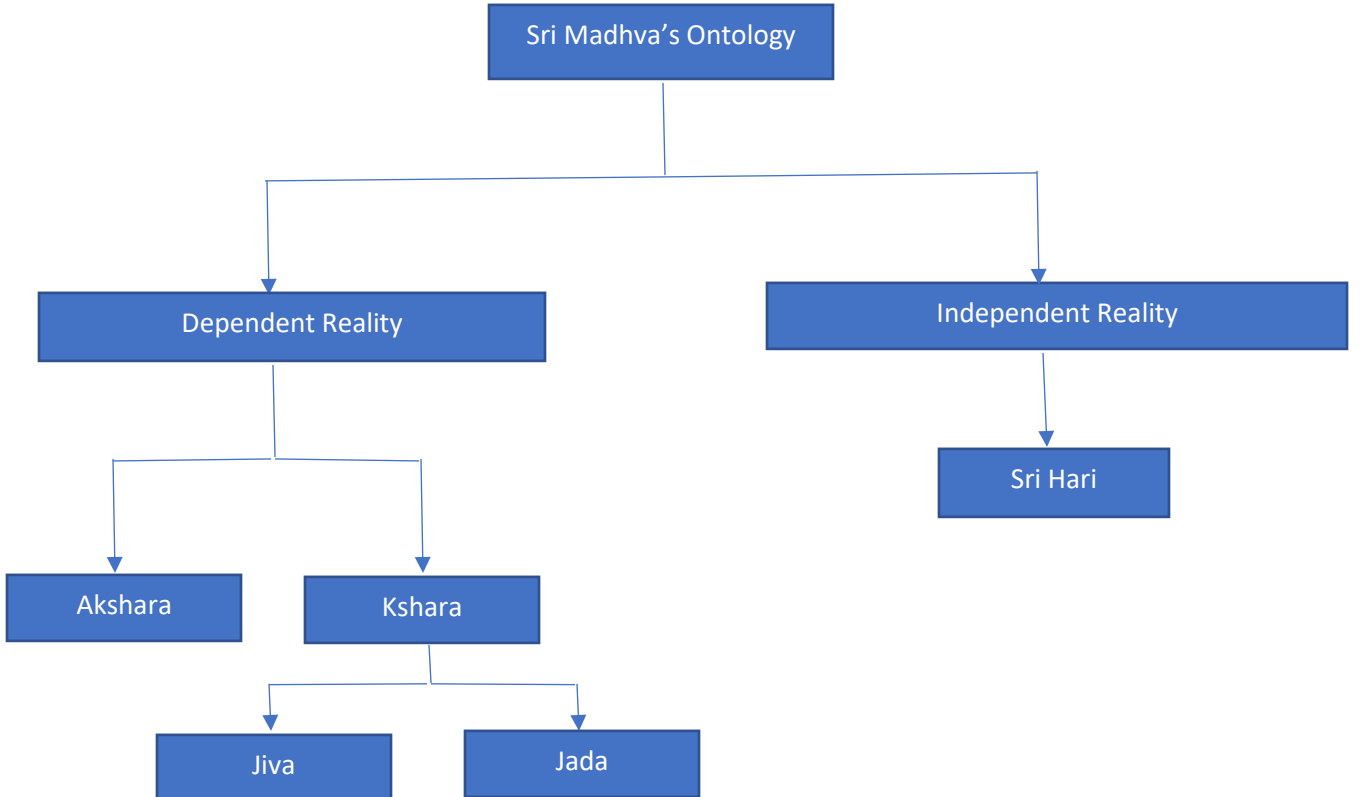 Sri Madhva’s Ontology
Dependent Reality
Independent Reality
Sri Hari
Akshara
Kshara
Jiva
Jada